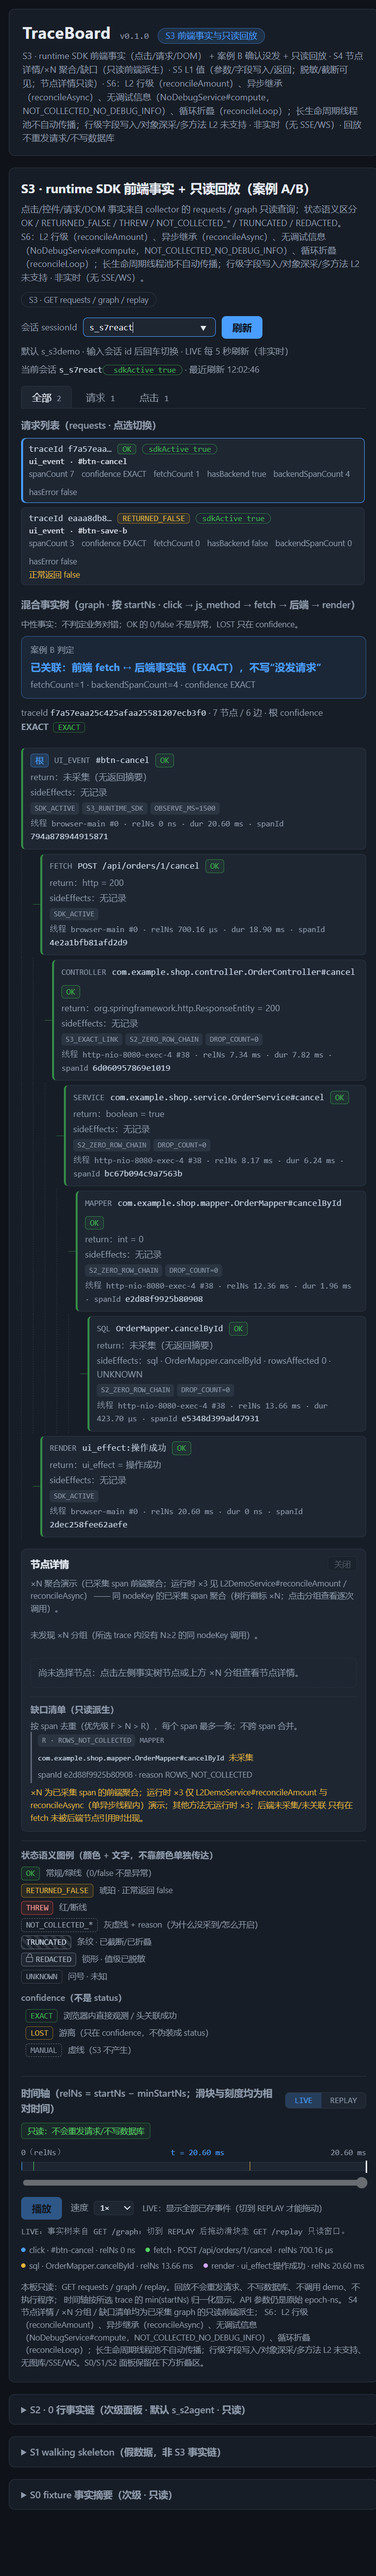 TraceBoard v0.1.0 S3 前端事实与只读回放
S3 · runtime SDK 前端事实（点击/请求/DOM）+ 案例 B 确认没发 + 只读回放 · S4 节点
详情/×N 聚合/缺口（只读前端派生）· S5 L1 值（参数/字段写入/返回；脱敏/截断可
见；节点详情只读）· S6：L2 行级（reconcileAmount）、异步继承
（reconcileAsync）、无调试信息（NoDebugService#compute，
NOT_COLLECTED_NO_DEBUG_INFO）、循环折叠（reconcileLoop）；长生命周期线程
池不自动传播；行级字段写入/对象深采/多方法 L2 未支持 · 非实时（无 SSE/WS）· 回放
不重发请求/不写数据库
S3 · runtime SDK 前端事实 + 只读回放（案例 A/B）
点击/控件/请求/DOM 事实来自 collector 的 requests / graph 只读查询；状态语义区分
OK / RETURNED_FALSE / THREW / NOT_COLLECTED_* / TRUNCATED / REDACTED。
S6：L2 行级（reconcileAmount）、异步继承（reconcileAsync）、无调试信息
（NoDebugService#compute，NOT_COLLECTED_NO_DEBUG_INFO）、循环折叠
（reconcileLoop）；长生命周期线程池不自动传播；行级字段写入/对象深采/多方法 L2
未支持 · 非实时（无 SSE/WS）。
S3 · GET requests / graph / replay
会话 sessionId s_s7react 刷新
默认 s_s3demo · 输入会话 id 后回车切换 · LIVE 每 5 秒刷新（非实时）
当前会话 s_s7react sdkActive true · 最近刷新 12:02:46
全部 2 请求 1 点击 1
请求列表（requests · 点选切换）
traceId f7a57eaa… OK sdkActive true
ui_event · #btn-cancel
spanCount 7 confidence EXACT fetchCount 1 hasBackend true backendSpanCount 4
hasError false
traceId eaaa8db8… RETURNED_FALSE sdkActive true
ui_event · #btn-save-b
spanCount 3 confidence EXACT fetchCount 0 hasBackend false backendSpanCount 0
hasError false
正常返回 false
混合事实树（graph · 按 startNs · click → js_method → fetch → 后端 → render）
中性事实：不判定业务对错；OK 的 0/false 不是异常，LOST 只在 confidence。
案例 B 判定
已关联：前端 fetch ↔ 后端事实链（EXACT），不写“没发请求”
fetchCount=1 · backendSpanCount=4 · confidence EXACT
traceId f7a57eaa25c425afaa25581207ecb3f0 · 7 节点 / 6 边 · 根 confidence
EXACT EXACT
根 UI_EVENT #btn-cancel OK
return：未采集（无返回摘要）
sideEffects：无记录
SDK_ACTIVE S3_RUNTIME_SDK OBSERVE_MS=1500
线程 browser-main #0 · relNs 0 ns · dur 20.60 ms · spanId
794a878944915871
FETCH POST /api/orders/1/cancel OK
return：http = 200
sideEffects：无记录
SDK_ACTIVE
线程 browser-main #0 · relNs 700.16 μs · dur 18.90 ms · spanId
4e2a1bfb81afd2d9
CONTROLLER com.example.shop.controller.OrderController#cancel
OK
return：org.springframework.http.ResponseEntity = 200
sideEffects：无记录
S3_EXACT_LINK S2_ZERO_ROW_CHAIN DROP_COUNT=0
线程 http-nio-8080-exec-4 #38 · relNs 7.34 ms · dur 7.82 ms ·
spanId 6d060957869e1019
SERVICE com.example.shop.service.OrderService#cancel OK
return：boolean = true
sideEffects：无记录
S2_ZERO_ROW_CHAIN DROP_COUNT=0
线程 http-nio-8080-exec-4 #38 · relNs 8.17 ms · dur 6.24 ms ·
spanId bc67b094c9a7563b
MAPPER com.example.shop.mapper.OrderMapper#cancelById
OK
return：int = 0
sideEffects：无记录
S2_ZERO_ROW_CHAIN DROP_COUNT=0
线程 http-nio-8080-exec-4 #38 · relNs 12.36 ms · dur 1.96 ms
· spanId e2d88f9925b80908
SQL OrderMapper.cancelById OK
return：未采集（无返回摘要）
sideEffects：sql · OrderMapper.cancelById · rowsAffected 0 ·
UNKNOWN
S2_ZERO_ROW_CHAIN DROP_COUNT=0
线程 http-nio-8080-exec-4 #38 · relNs 13.66 ms · dur
423.70 μs · spanId e5348d399ad47931
RENDER ui_effect:操作成功 OK
return：ui_effect = 操作成功
sideEffects：无记录
SDK_ACTIVE
线程 browser-main #0 · relNs 20.60 ms · dur 0 ns · spanId
2dec258fee62aefe
节点详情 关闭
×N 聚合演示（已采集 span 前端聚合；运行时 ×3 见 L2DemoService#reconcileAmount /
reconcileAsync）—— 同 nodeKey 的已采集 span 聚合（树行徽标 ×N；点击分组查看逐次
调用）。
未发现 ×N 分组（所选 trace 内没有 N≥2 的同 nodeKey 调用）。
尚未选择节点：点击左侧事实树节点或上方 ×N 分组查看节点详情。
缺口清单（只读派生）
按 span 去重（优先级 F > N > R），每个 span 最多一条；不跨 span 合并。
R · ROWS_NOT_COLLECTED MAPPER
com.example.shop.mapper.OrderMapper#cancelById 未采集
spanId e2d88f9925b80908 · reason ROWS_NOT_COLLECTED
×N 为已采集 span 的前端聚合；运行时 ×3 仅 L2DemoService#reconcileAmount 与
reconcileAsync（单异步线程内）演示；其他方法无运行时 ×3；后端未采集/未关联 只有在
fetch 未被后端节点引用时出现。
状态语义图例（颜色 + 文字，不靠颜色单独传达）
OK 常规/绿线（0/false 不是异常）
RETURNED_FALSE 琥珀 · 正常返回 false
THREW 红/断线
NOT_COLLECTED_* 灰虚线 + reason（为什么没采到/怎么开启）
TRUNCATED 条纹 · 已截断/已折叠
REDACTED 锁形 · 值级已脱敏
UNKNOWN 问号 · 未知
confidence（不是 status）
EXACT 浏览器内直接观测 / 头关联成功
LOST 游离（只在 confidence，不伪装成 status）
MANUAL 虚线（S3 不产生）
时间轴（relNs = startNs − minStartNs；滑块与刻度均为相
对时间） LIVE REPLAY
只读：不会重复请求/不写数据库
0（relNs） t = 20.60 ms 20.60 ms
播放 速度 1× LIVE：显示全部已存事件（切到 REPLAY 才能拖动）
LIVE：事实树来自 GET /graph；切到 REPLAY 后拖动滑块走 GET /replay 只读窗口。
click · #btn-cancel · relNs 0 ns fetch · POST /api/orders/1/cancel · relNs 700.16 μs
sql · OrderMapper.cancelById · relNs 13.66 ms render · ui_effect:操作成功 · relNs 20.60 ms
本板只读：GET requests / graph / replay。回放不会重发请求、不写数据库、不调用 demo、不
执行程序； 时间轴按所选 trace 的 min(startNs) 归一化显示，API 参数仍是原始 epoch-ns。 S4
节点详情 / ×N 分组 / 缺口清单均为已采集 graph 的只读前端派生； S6：L2 行级
（reconcileAmount）、异步继承（reconcileAsync）、无调试信息
（NoDebugService#compute，NOT_COLLECTED_NO_DEBUG_INFO）、循环折叠
（reconcileLoop）；长生命周期线程池不自动传播；行级字段写入/对象深采/多方法 L2 未支持、
无图库/SSE/WS。S0/S1/S2 面板保留在下方折叠区。
▶ S2 · 0 行事实链（次级面板 · 默认 s_s2agent · 只读）
▶ S1 walking skeleton（假数据，非 S3 事实链）
▶ S0 fixture 事实摘要（次级 · 只读）